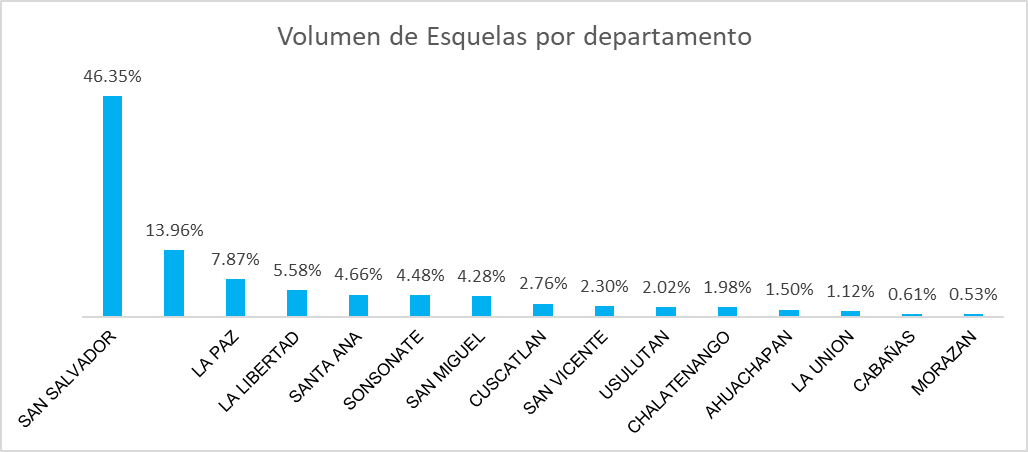 Volumen de Esquelas por departamento
46.35%
13.96%
7.87%
5.58%
4.66%
4.48%
4.28%
2.76%
2.30%
2.02%
1.98%
1.50%
1.12%
0.61%
0.53%
SAN SALVADOR
LA PAZ
LA LIBERTAD
SANTA ANA
SONSONATE
SAN MIGUEL
CUSCATLAN
SAN VICENTE
USULUTAN
CHALATENANGO
AHUACHAPAN
LA UNION
CABAÑAS
MORAZAN